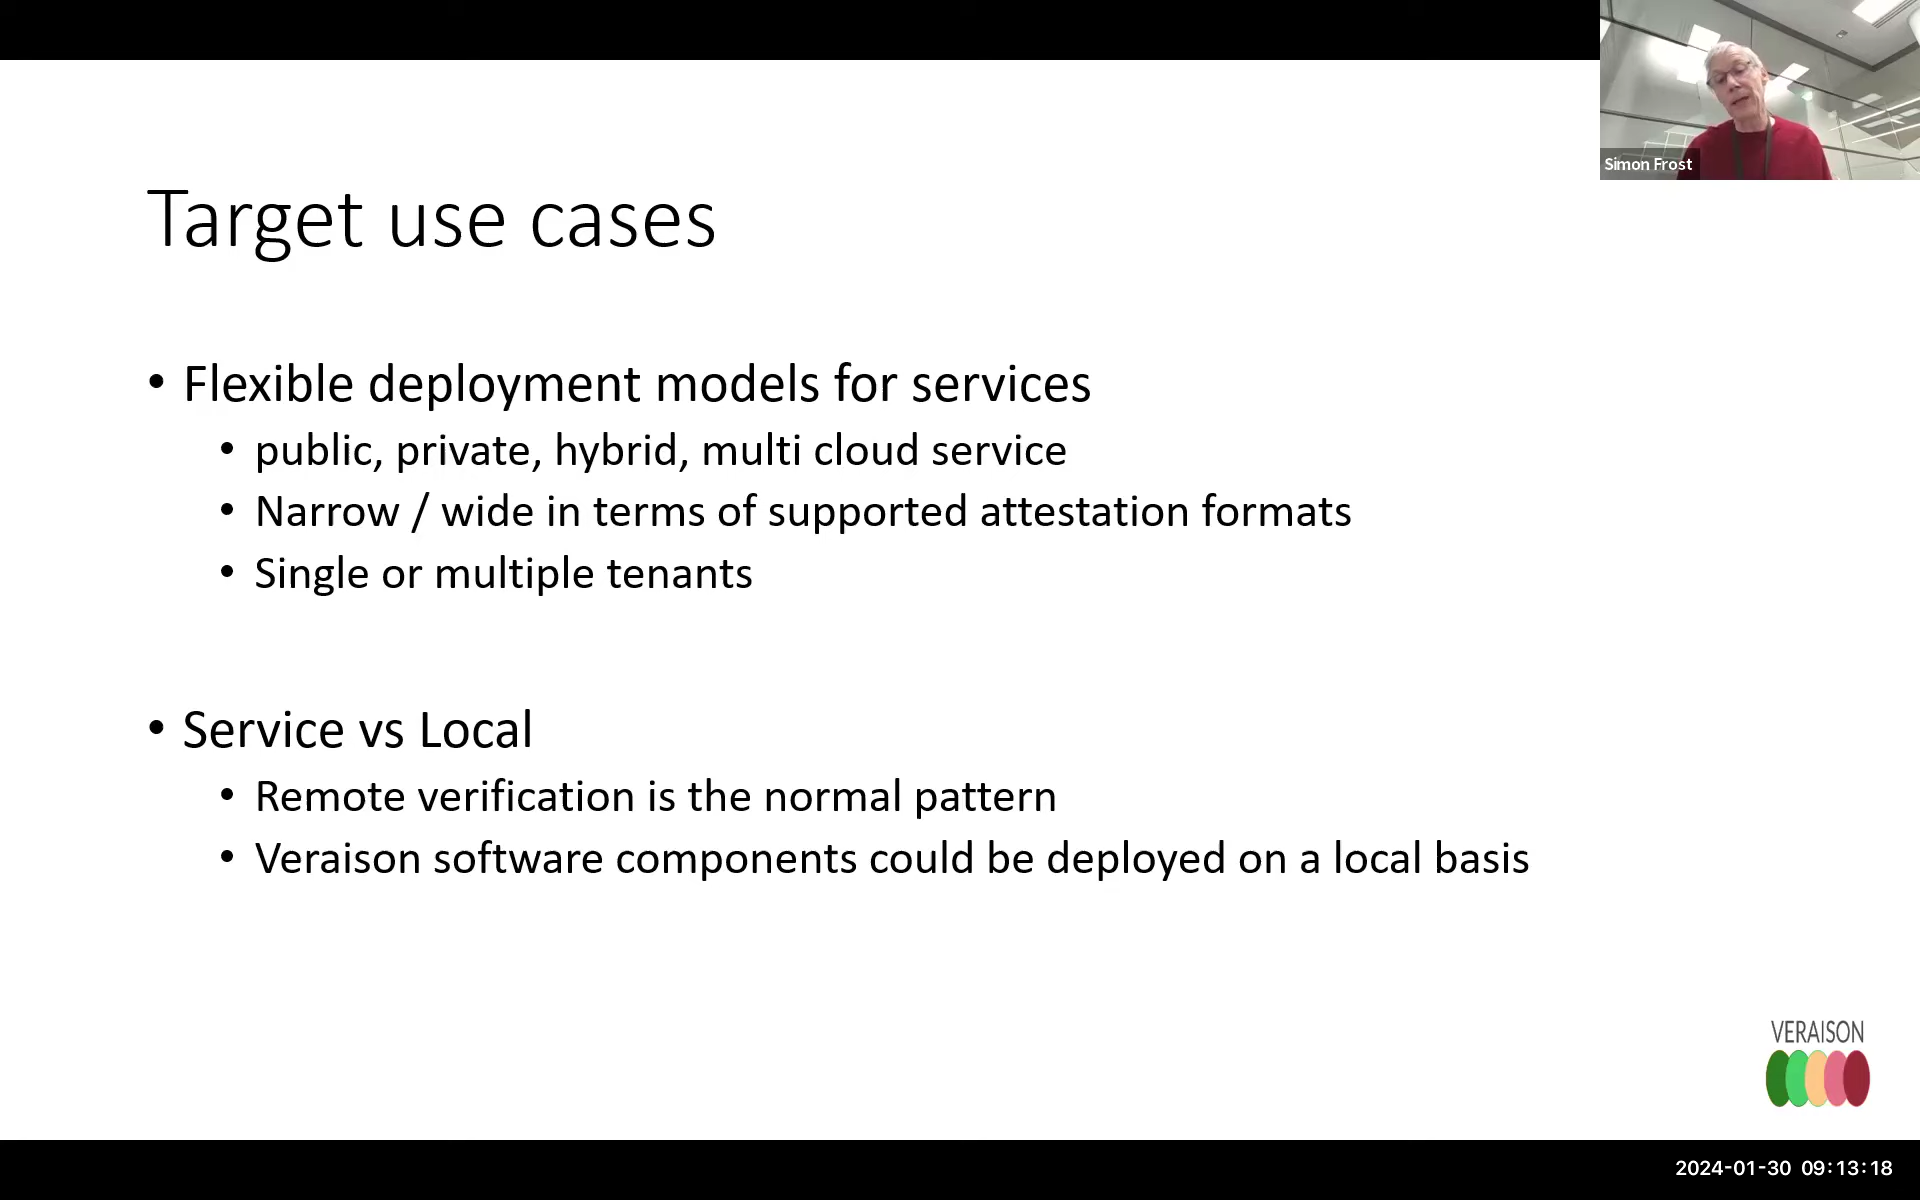 Simon Frost
Target use cases
• Flexible deployment models for services
• public, private, hybrid, multi cloud service
• Narrow / wide in terms of supported attestation formats
• Single or multiple tenants
• Service vs Local
• Remote verification is the normal pattern
• Veraison software components could be deployed on a local basis
VERAISON
2024-01-30 09:13:18